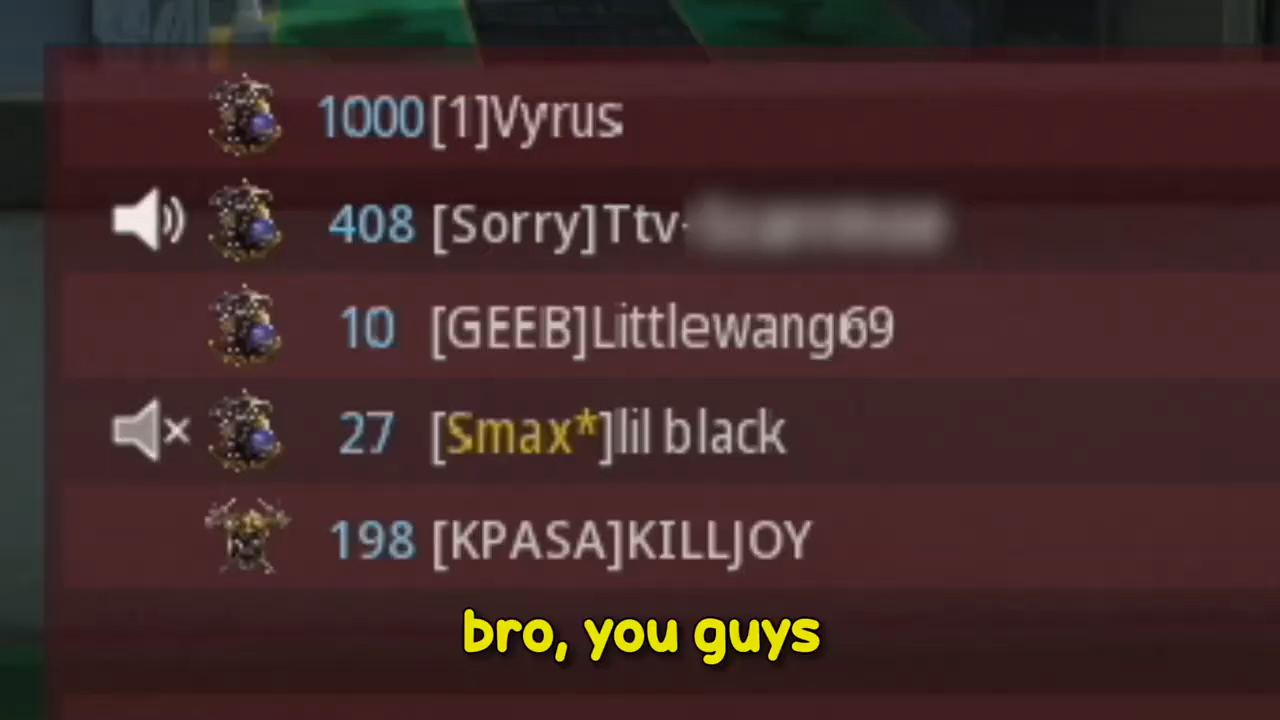 1000 [1]Vyrus
408 [Sorry]Ttv-
10 [GEEB]Littlewang69
27 [Smax*]lil black
198 [KPASA]KILLJOY
bro, you guys